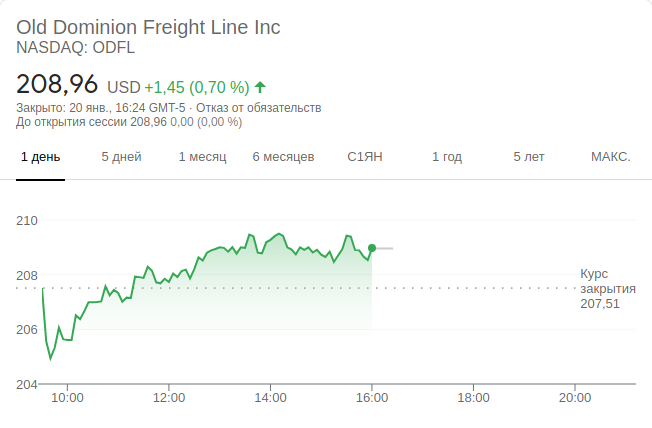 Old Dominion Freight Line Inc
NASDAQ: ODFL
208,96 USD +1,45 (0,70 %)
Закрыто: 20 янв., 16:24 GMT-5 · Отказ от обязательств
До открытия сессии 208,96 0,00 (0,00 %)
1 день 5 дней 1 месяц 6 месяцев С1ЯН 1 год 5 лет МАКС.
210
208
Курс
закрытия
207,51
206
204
10:00 12:00 14:00 16:00 18:00 20:00